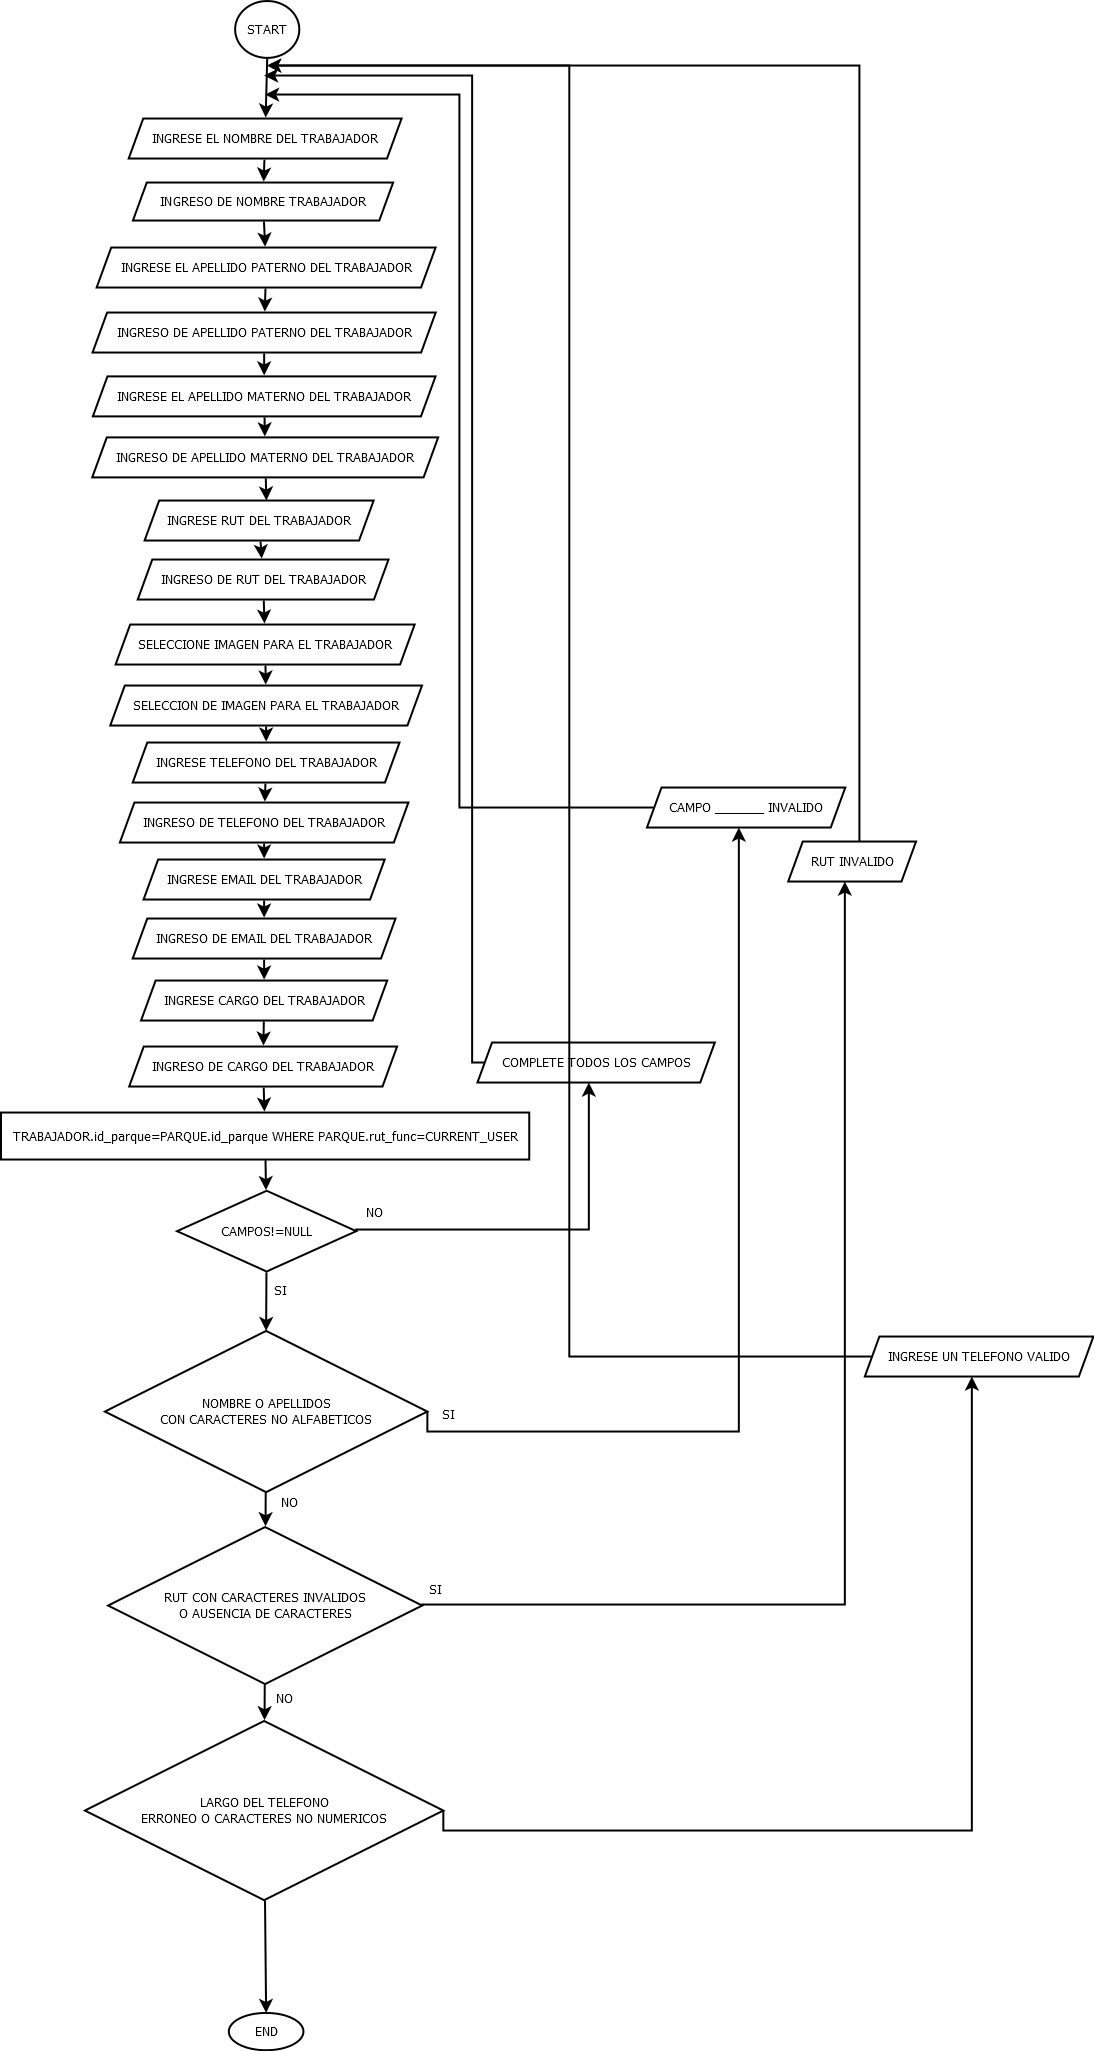 START
INGRESE EL NOMBRE DEL TRABAJADOR
INGRESO DE NOMBRE TRABAJADOR
INGRESE EL APELLIDO PATERNO DEL TRABAJADOR
INGRESO DE APELLIDO PATERNO DEL TRABAJADOR
INGRESE EL APELLIDO MATERNO DEL TRABAJADOR
INGRESO DE APELLIDO MATERNO DEL TRABAJADOR
INGRESE RUT DEL TRABAJADOR
INGRESO DE RUT DEL TRABAJADOR
SELECCIONE IMAGEN PARA EL TRABAJADOR
SELECCION DE IMAGEN PARA EL TRABAJADOR
INGRESE TELEFONO DEL TRABAJADOR
CAMPO _______ INVALIDO
INGRESO DE TELEFONO DEL TRABAJADOR
RUT INVALIDO
INGRESE EMAIL DEL TRABAJADOR
INGRESO DE EMAIL DEL TRABAJADOR
INGRESE CARGO DEL TRABAJADOR
INGRESO DE CARGO DEL TRABAJADOR
COMPLETE TODOS LOS CAMPOS
TRABAJADOR.id_parque=PARQUE.id_parque WHERE PARQUE.rut_func=CURRENT_USER
CAMPOS!=NULL
NO
SI
INGRESE UN TELEFONO VALIDO
NOMBRE O APELLIDOS
CON CARACTERES NO ALFABETICOS
SI
NO
RUT CON CARACTERES INVALIDOS
O AUSENCIA DE CARACTERES
SI
NO
LARGO DEL TELEFONO
ERRONEO O CARACTERES NO NUMERICOS
END